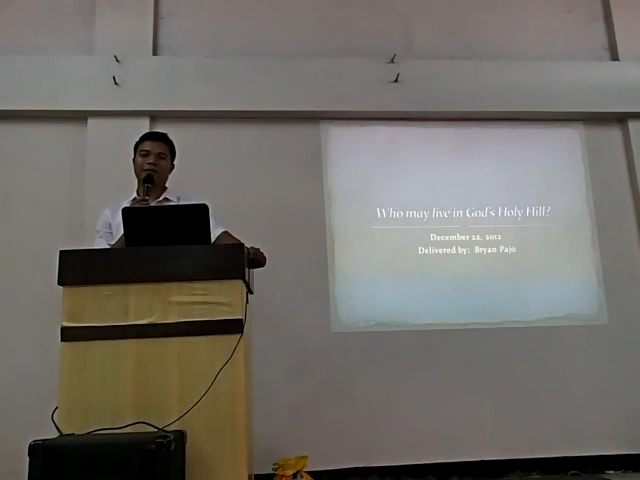 Who may live in God's Holy Hill?
December 22, 2012
Delivered by: Bryan Pajo